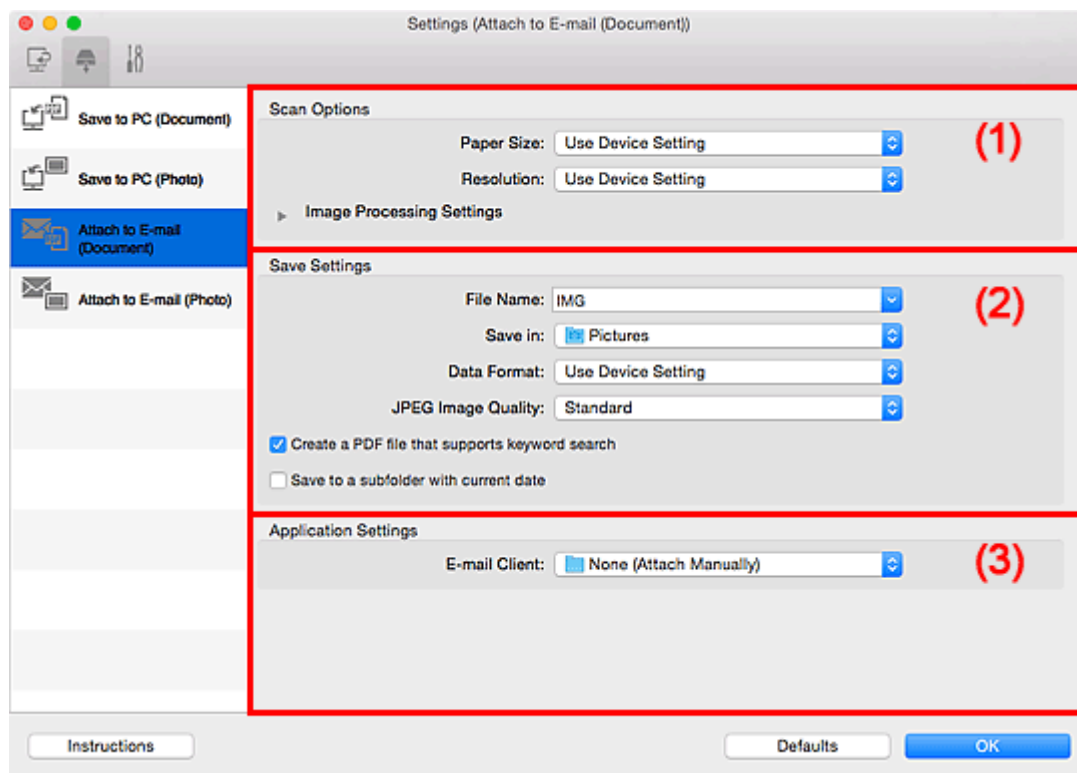 Settings (Attach to E-mail (Document))
Save to PC (Document)
Save to PC (Photo)
Attach to E-mail
(Document)
Attach to E-mail (Photo)
Scan Options
(1)
Paper Size: Use Device Setting
Resolution: Use Device Setting
Image Processing Settings
Save Settings
(2)
File Name: IMG
Save in: Pictures
Data Format: Use Device Setting
JPEG Image Quality: Standard
Create a PDF file that supports keyword search
Save to a subfolder with current date
Application Settings
(3)
E-mail Client: None (Attach Manually)
Instructions
Defaults
OK